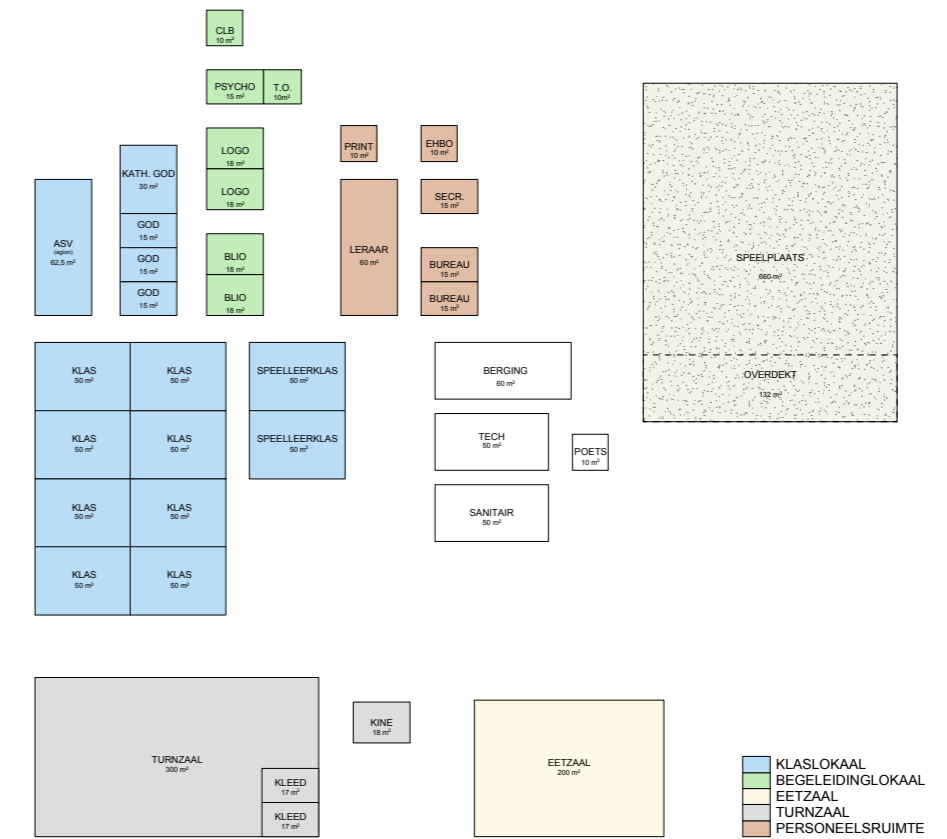 CLB
10 m²
PSYCHO
15 m²
T.O.
10m²
LOGO
18 m²
LOGO
18 m²
BLIO
18 m²
BLIO
18 m²
KATH. GOD
30 m²
GOD
15 m²
GOD
15 m²
GOD
15 m²
ASV
(agion)
62,5 m²
PRINT
10 m²
EHBO
10 m²
LERAAR
60 m²
SECR.
15 m²
BUREAU
15 m²
BUREAU
15 m²
SPEELPLAATS
660 m²
OVERDEKT
132 m²
KLAS
50 m²
KLAS
50 m²
KLAS
50 m²
KLAS
50 m²
KLAS
50 m²
KLAS
50 m²
KLAS
50 m²
KLAS
50 m²
SPEELLEERKLAS
50 m²
SPEELLEERKLAS
50 m²
BERGING
60 m²
TECH
50 m²
POETS
10 m²
SANITAIR
50 m²
TURNZAAL
300 m²
KLEED
17 m²
KLEED
17 m²
KINE
18 m²
EETZAAL
200 m²
KLASLOKAAL
BEGELEIDINGLOKAAL
EETZAAL
TURNZAAL
PERSONEELSRUIMTE